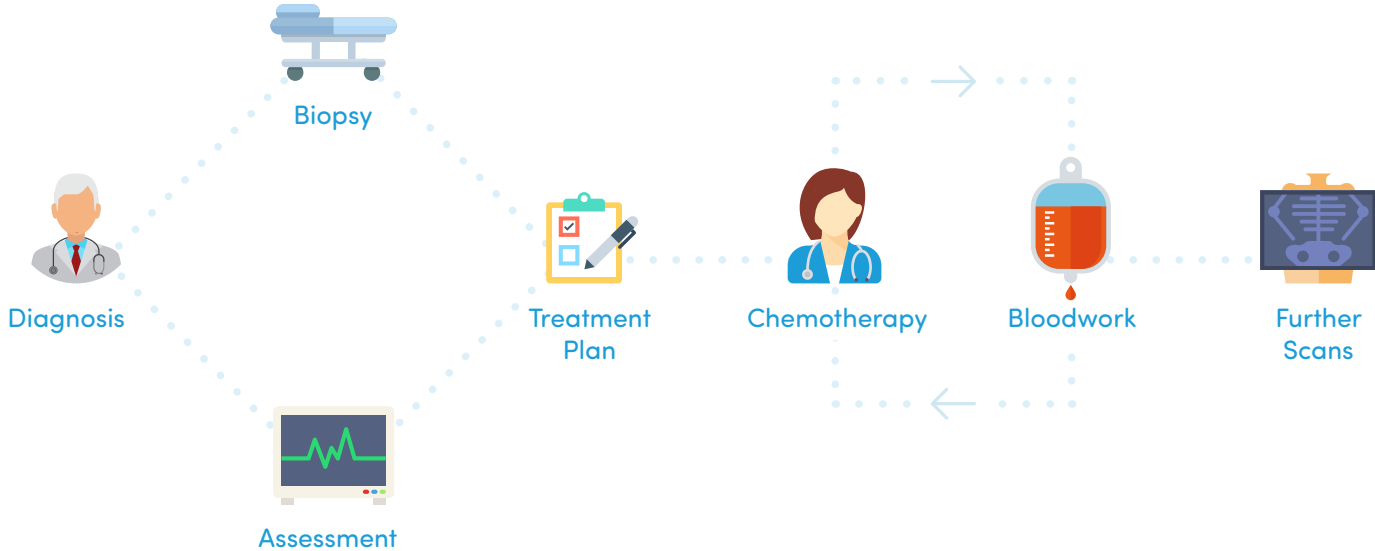 Biopsy
Diagnosis
Treatment
Plan
Chemotherapy
Bloodwork
Further
Scans
Assessment